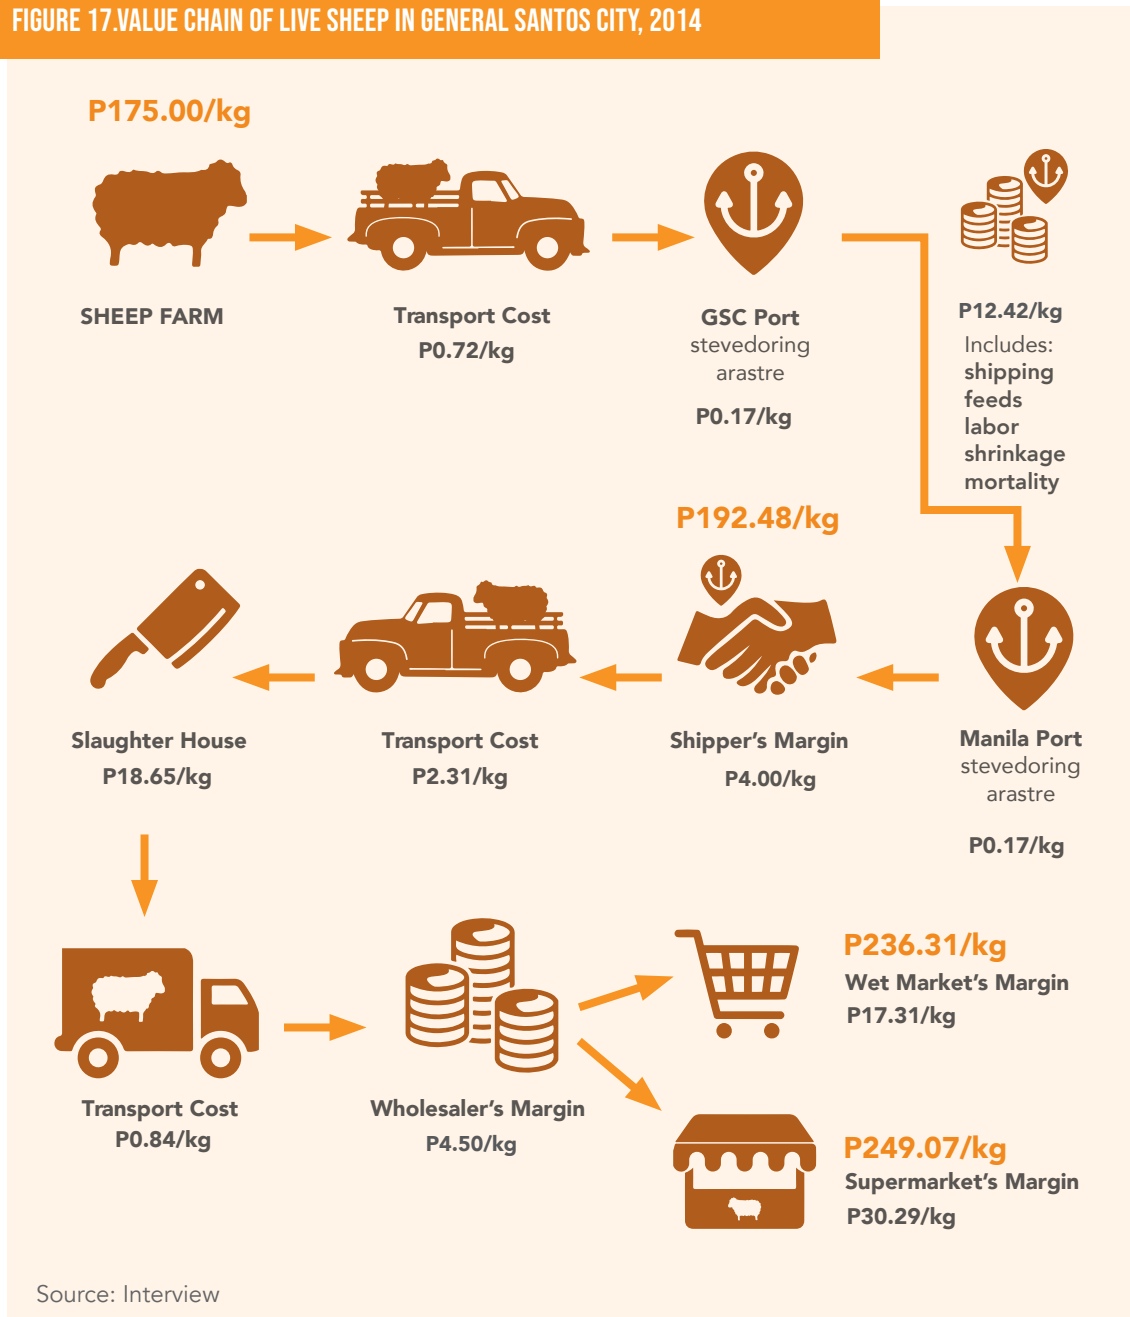 FIGURE 17.VALUE CHAIN OF LIVE SHEEP IN GENERAL SANTOS CITY, 2014
P175.00/kg
SHEEP FARM
Transport Cost
P0.72/kg
GSC Port
stevedoring
arastre
P0.17/kg
P12.42/kg
Includes:
shipping
feeds
labor
shrinkage
mortality
Manila Port
stevedoring
arastre
P0.17/kg
P192.48/kg
Shipper's Margin
P4.00/kg
Transport Cost
P2.31/kg
Slaughter House
P18.65/kg
Transport Cost
P0.84/kg
Wholesaler's Margin
P4.50/kg
P236.31/kg
Wet Market's Margin
P17.31/kg
P249.07/kg
Supermarket's Margin
P30.29/kg
Source: Interview